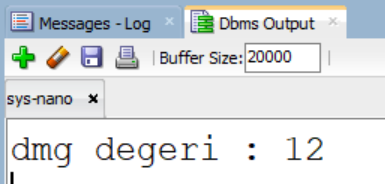 Messages - Log × Dbms Output ×
Buffer Size: 20000
sys-nano ×
dmg degeri : 12